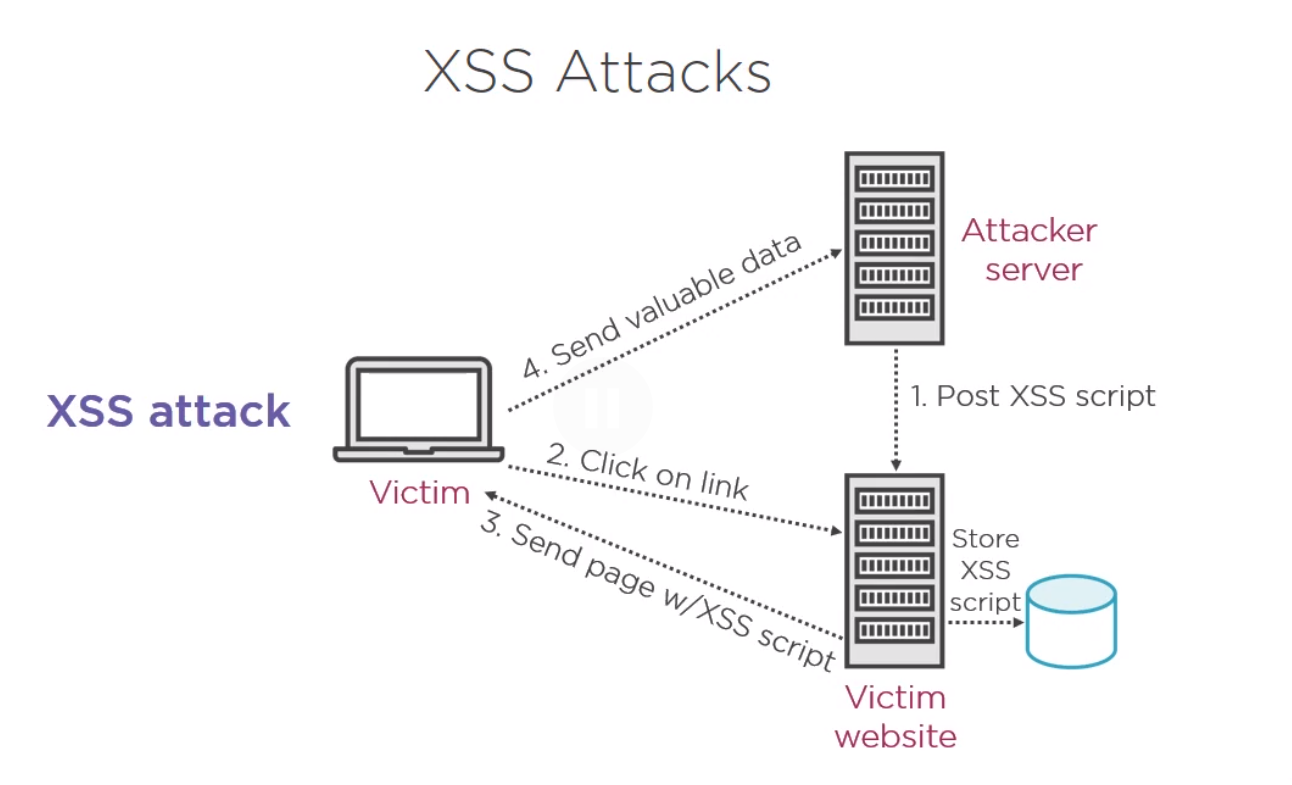 XSS Attacks
Attacker
server
4. Send valuable data
1. Post XSS script
XSS attack
2. Click on link
Victim
3. Send page w/XSS script
Store
XSS
script
Victim
website